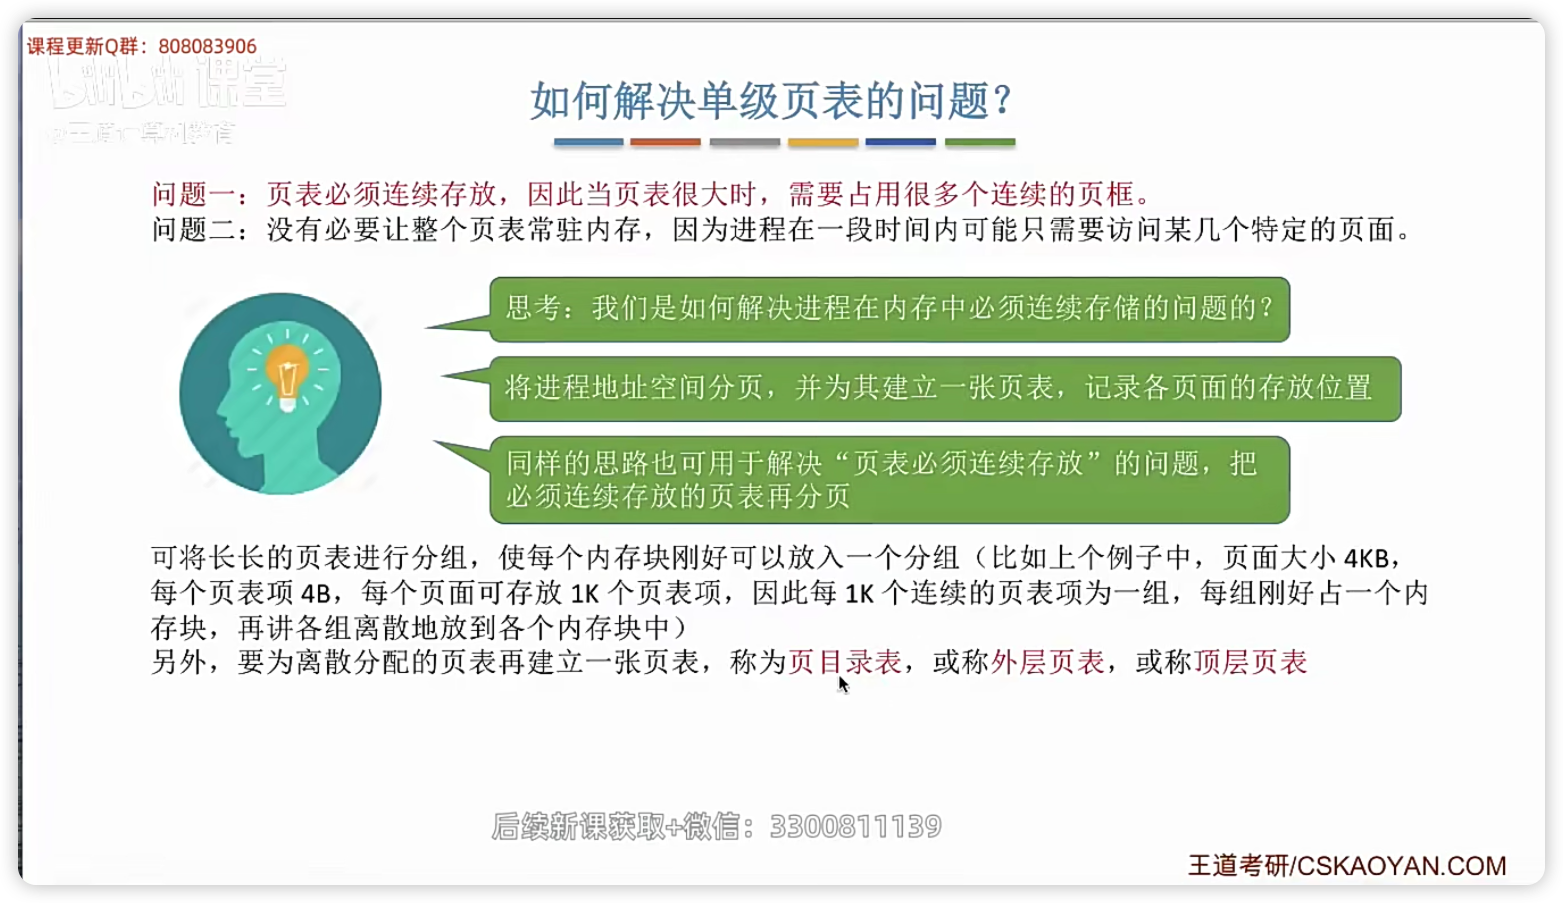 课程更新Q群：808083906
bilibili 课堂
如何解决单级页表的问题？
问题一：页表必须连续存放，因此当页表很大时，需要占用很多个连续的页框。
问题二：没有必要让整个页表常驻内存，因为进程在一段时间内可能只需要访问某几个特定的页面。
思考：我们是如何解决进程在内存中必须连续存储的问题的？
将进程地址空间分页，并为其建立一张页表，记录各页面的存放位置
同样的思路也可用于解决“页表必须连续存放”的问题，把
必须连续存放的页表再分页
可将长长的页表进行分组，使每个内存块刚好可以放入一个分组（比如上个例子中，页面大小 4KB，
每个页表项 4B，每个页面可存放 1K 个页表项，因此每 1K 个连续的页表项为一组，每组刚好占一个内
存块，再讲各组离散地放到各个内存块中）
另外，要为离散分配的页表再建立一张页表，称为页目录表，或称外层页表，或称顶层页表
后续新课获取+微信：3300811139
王道考研/CSKAOYAN.COM